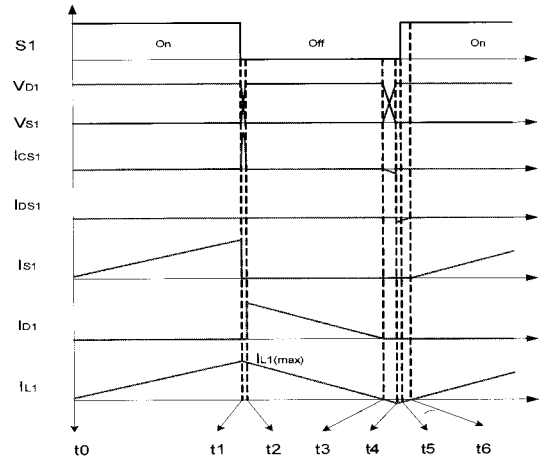 S1 On Off On
VD1
VS1
ICS1
IDS1
IS1
ID1
IL1(max)
IL1
t0 t1 t2 t3 t4 t5 t6